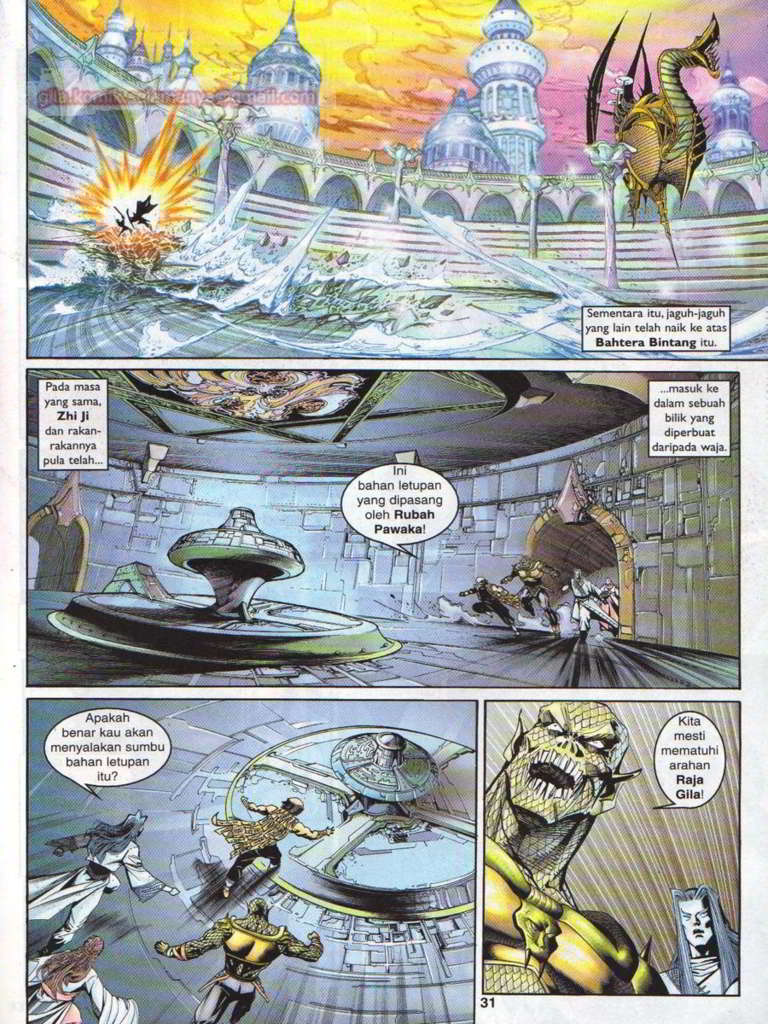 Sementara itu, jaguh-jaguh
yang lain telah naik ke atas
Bahtera Bintang itu.
Pada masa
yang sama,
Zhi Ji
dan rakan-
rakannya
pula telah...
...masuk ke
dalam sebuah
bilik yang
diperbuat
daripada waja.
Ini
bahan letupan
yang dipasang
oleh Rubah
Pawaka!
Apakah
benar kau akan
menyalakan sumbu
bahan letupan
itu?
Kita
mesti
mematuhi
arahan
Raja
Gila!
31